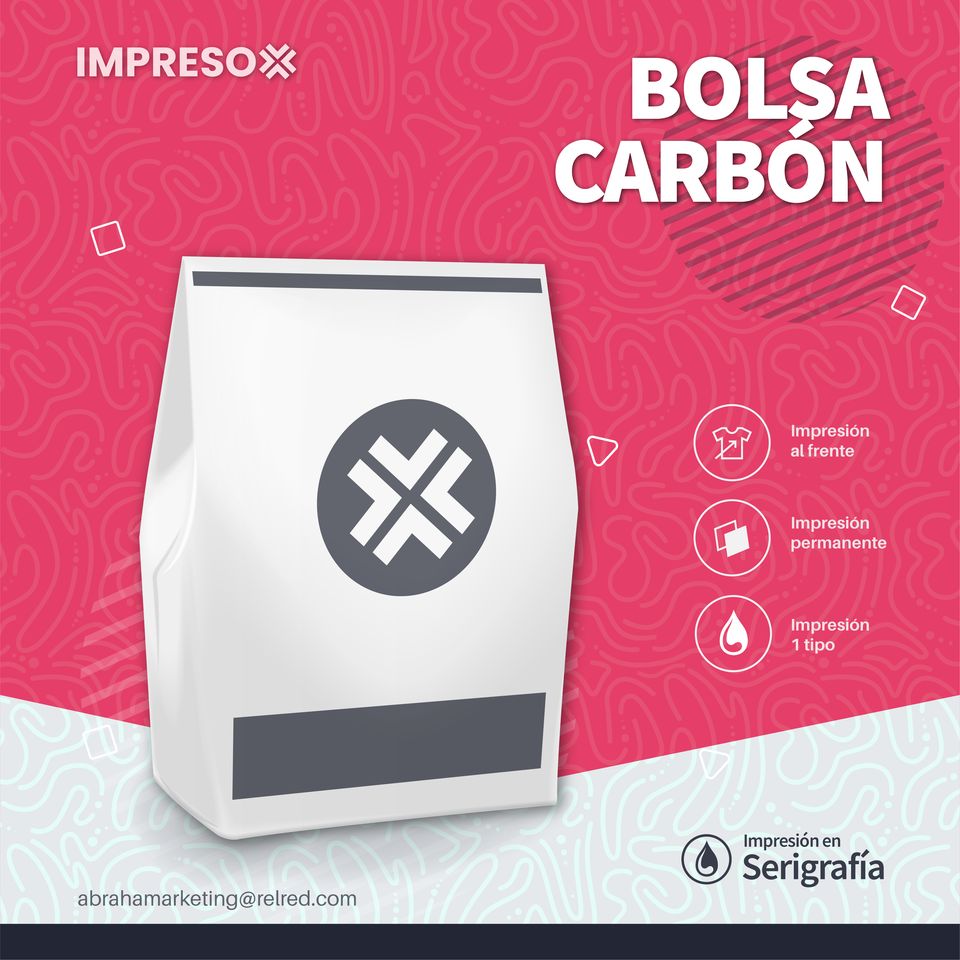 IMPRESO
BOLSA
CARBÓN
Impresión
al frente
Impresión
permanente
Impresión
1 tipo
Impresión en
Serigrafía
abrahamarketing@relred.com